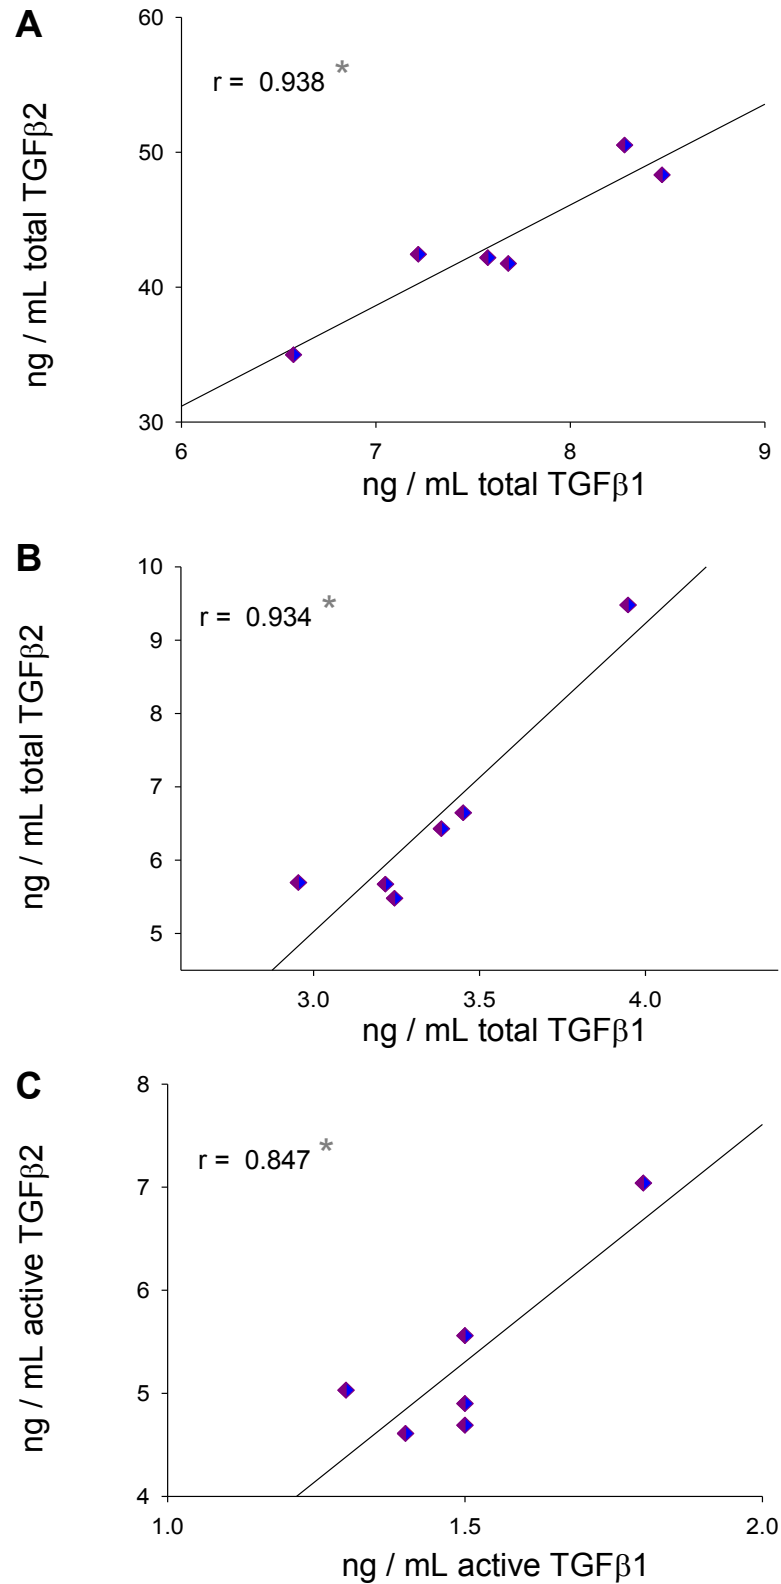 A
60
r = 0.938 *
50
40
30
ng / mL total TGFβ2
6 7 8 9
ng / mL total TGFβ1
B
10
r = 0.934 *
9
8
7
6
5
ng / mL total TGFβ2
3.0 3.5 4.0
ng / mL total TGFβ1
C
8
r = 0.847 *
7
6
5
4
ng / mL active TGFβ2
1.0 1.5 2.0
ng / mL active TGFβ1